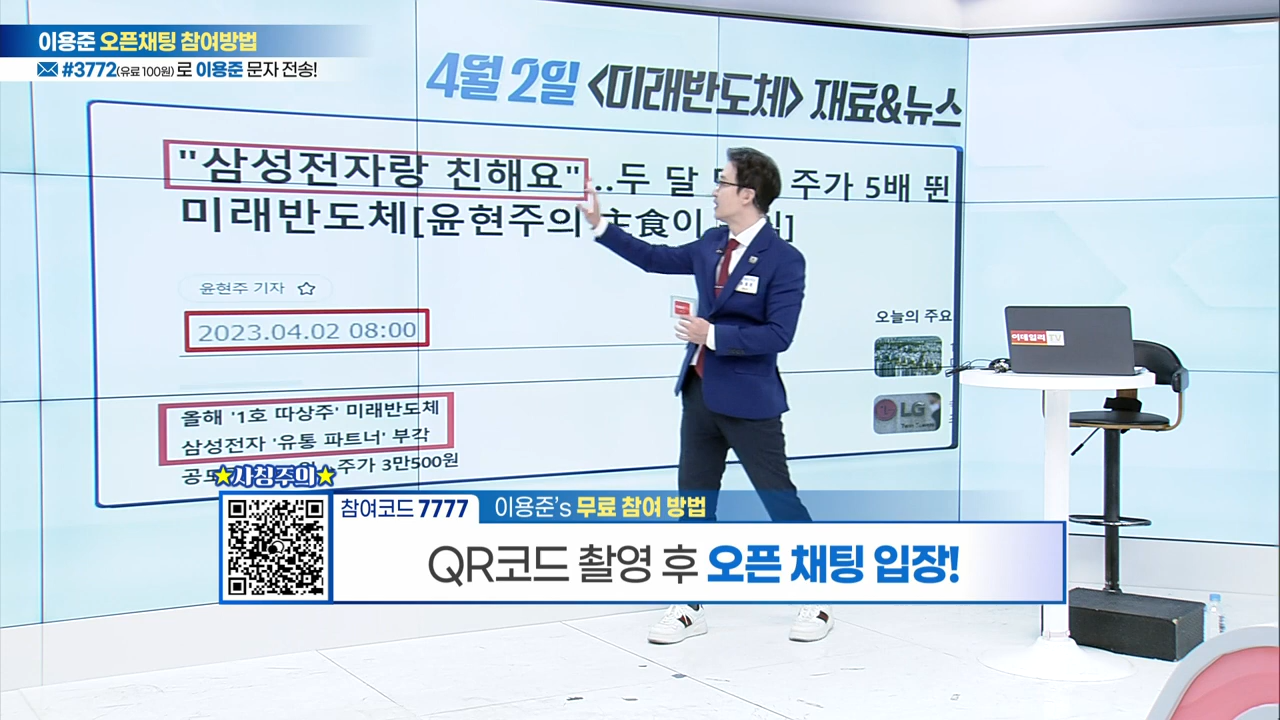 이용준 오픈채팅 참여방법
#3772(유료 100원)로 이용준 문자 전송!
4월 2일 <미래반도체> 재료&뉴스
"삼성전자랑 친해요"...두 달 주가 5배 뛴
미래반도체[윤현주의 主食이
윤현주 기자
2023.04.02 08:00
오늘의 주요
LG
이데일리 TV
올해 '1호 따상주' 미래반도체
삼성전자 '유통 파트너' 부각
주가 3만500원
★사칭주의★
참여코드 7777
이용준's 무료 참여 방법
QR코드 촬영 후 오픈 채팅 입장!